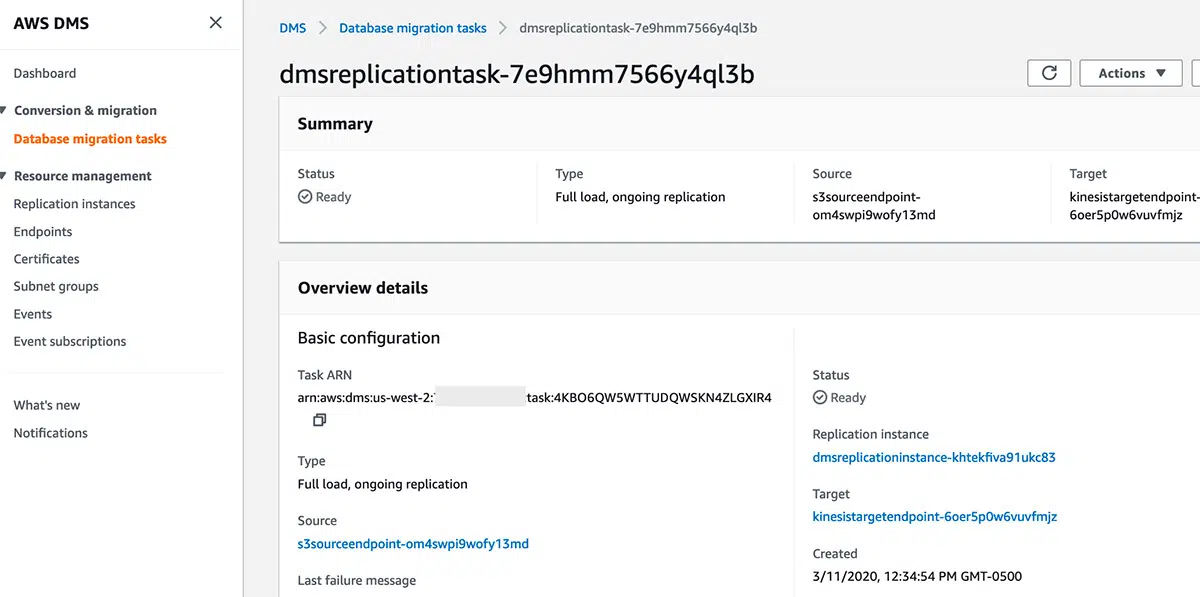 AWS DMS
Dashboard
Conversion & migration
Database migration tasks
Resource management
Replication instances
Endpoints
Certificates
Subnet groups
Events
Event subscriptions
What's new
Notifications
DMS
Database migration tasks
dmsreplicationtask-7e9hmm7566y4ql3b
dmsreplicationtask-7e9hmm7566y4ql3b
Actions
Summary
Status
Ready
Type
Full load, ongoing replication
Source
s3sourceendpoint-
om4swpi9wofy13md
Target
kinesistargetendpoint-
6oer5p0w6vuvfmjz
Overview details
Basic configuration
Task ARN
arn:aws:dms:us-west-2: task:4KBO6QW5WTTUDQWSKN4ZLGXIR4
Type
Full load, ongoing replication
Source
s3sourceendpoint-om4swpi9wofy13md
Last failure message
Status
Ready
Replication instance
dmsreplicationinstance-khtekfiva91ukc83
Target
kinesistargetendpoint-6oer5p0w6vuvfmjz
Created
3/11/2020, 12:34:54 PM GMT-0500